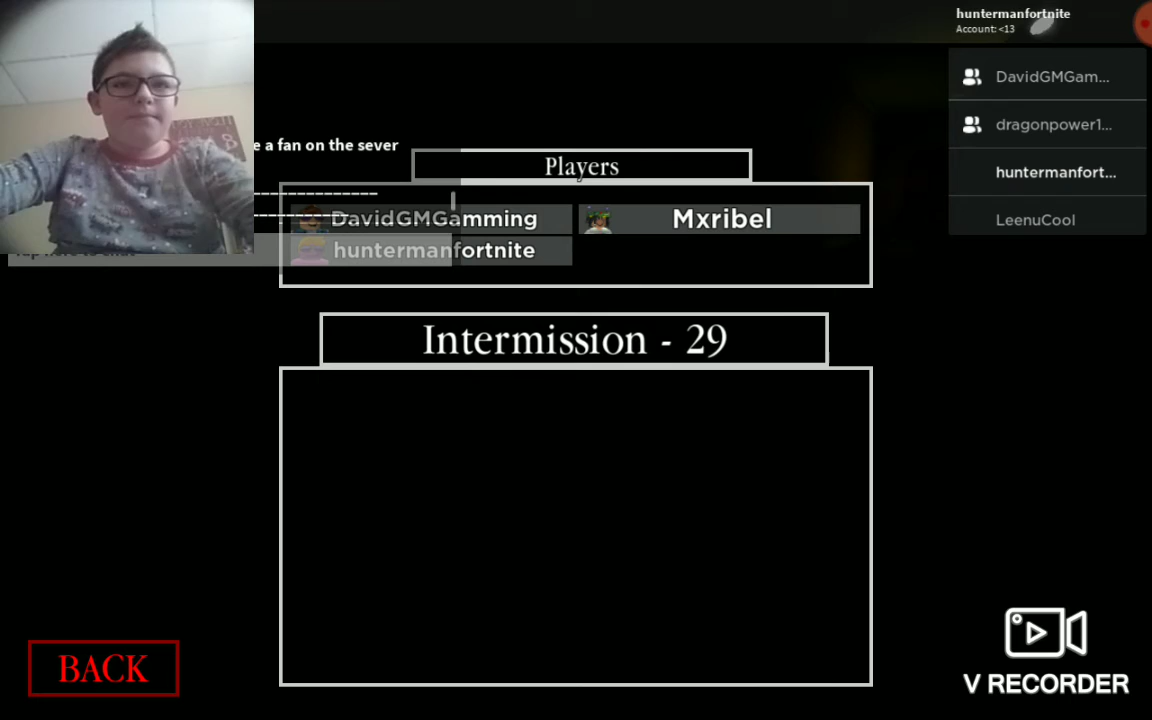 huntermanfortnite
Account: <13
DavidGMGam...
dragonpower1...
huntermanfort...
LeenuCool
e a fan on the sever
Players
DavidGMGamming
Mxribel
huntermanfortnite
Intermission - 29
BACK
V RECORDER